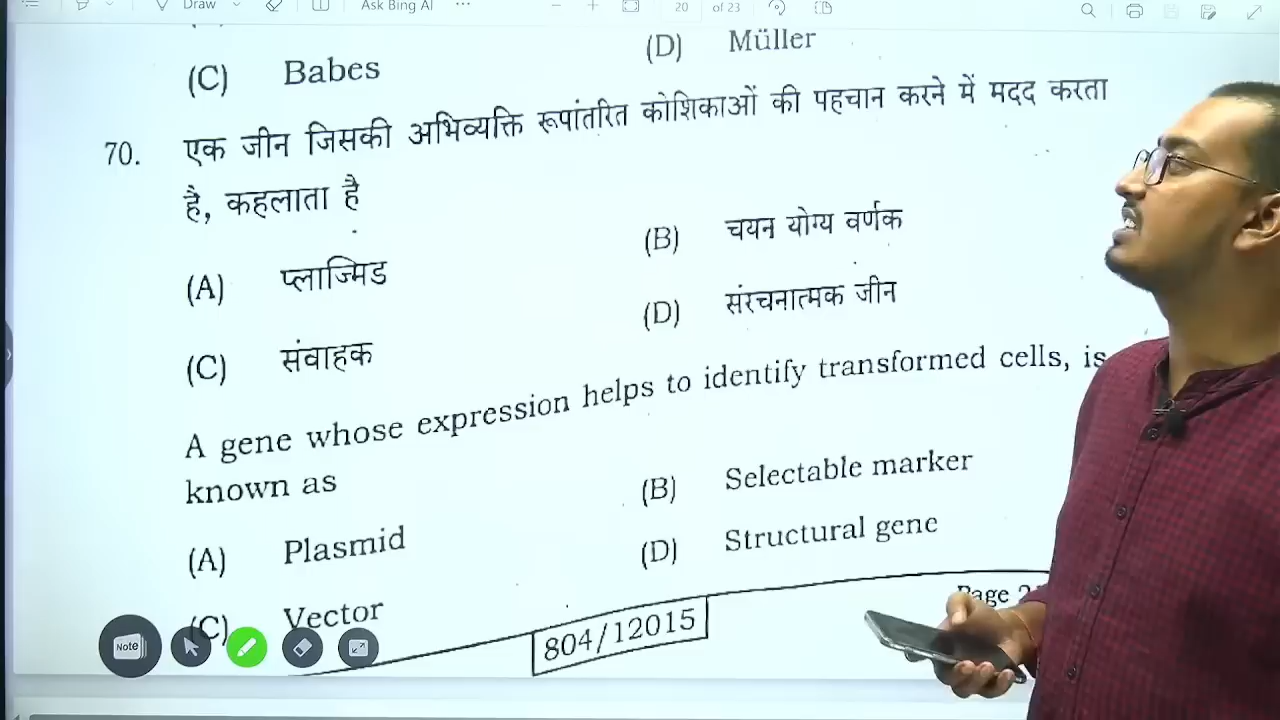 Draw
Ask Bing AI
20 of 23
(C) Babes
(D) Müller
70. एक जीन जिसकी अभिव्यक्ति रूपांतरित कोशिकाओं की पहचान करने में मदद करता
है, कहलाता है
(A) प्लाज्मिड
(B) चयन योग्य वर्णक
(C) संवाहक
(D) संरचनात्मक जीन
A gene whose expression helps to identify transformed cells, is
known as
(A) Plasmid
(B) Selectable marker
(C) Vector
(D) Structural gene
804/12015
Page
Note